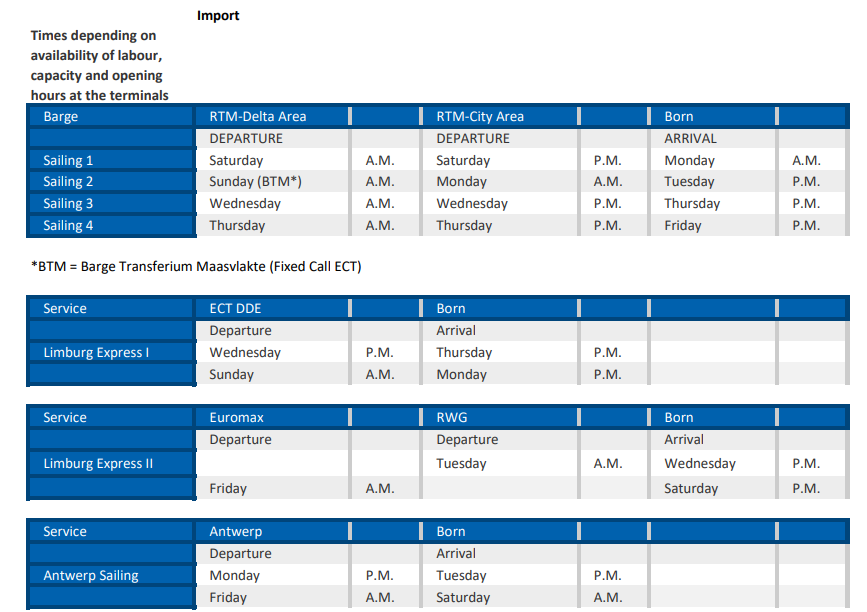 Import
Times depending on
availability of labour,
capacity and opening
hours at the terminals
Barge RTM-Delta Area RTM-City Area Born
DEPARTURE DEPARTURE ARRIVAL
Sailing 1 Saturday A.M. Saturday P.M. Monday A.M.
Sailing 2 Sunday (BTM*) A.M. Monday A.M. Tuesday P.M.
Sailing 3 Wednesday A.M. Wednesday P.M. Thursday P.M.
Sailing 4 Thursday A.M. Thursday P.M. Friday P.M.
*BTM = Barge Transferium Maasvlakte (Fixed Call ECT)
Service ECT DDE Born
Departure Arrival
Limburg Express I Wednesday P.M. Thursday P.M.
Sunday A.M. Monday P.M.
Service Euromax RWG Born
Departure Departure Arrival
Limburg Express II Tuesday A.M. Wednesday P.M.
Friday A.M. Saturday P.M.
Service Antwerp Born
Departure Arrival
Antwerp Sailing Monday P.M. Tuesday P.M.
Friday A.M. Saturday A.M.